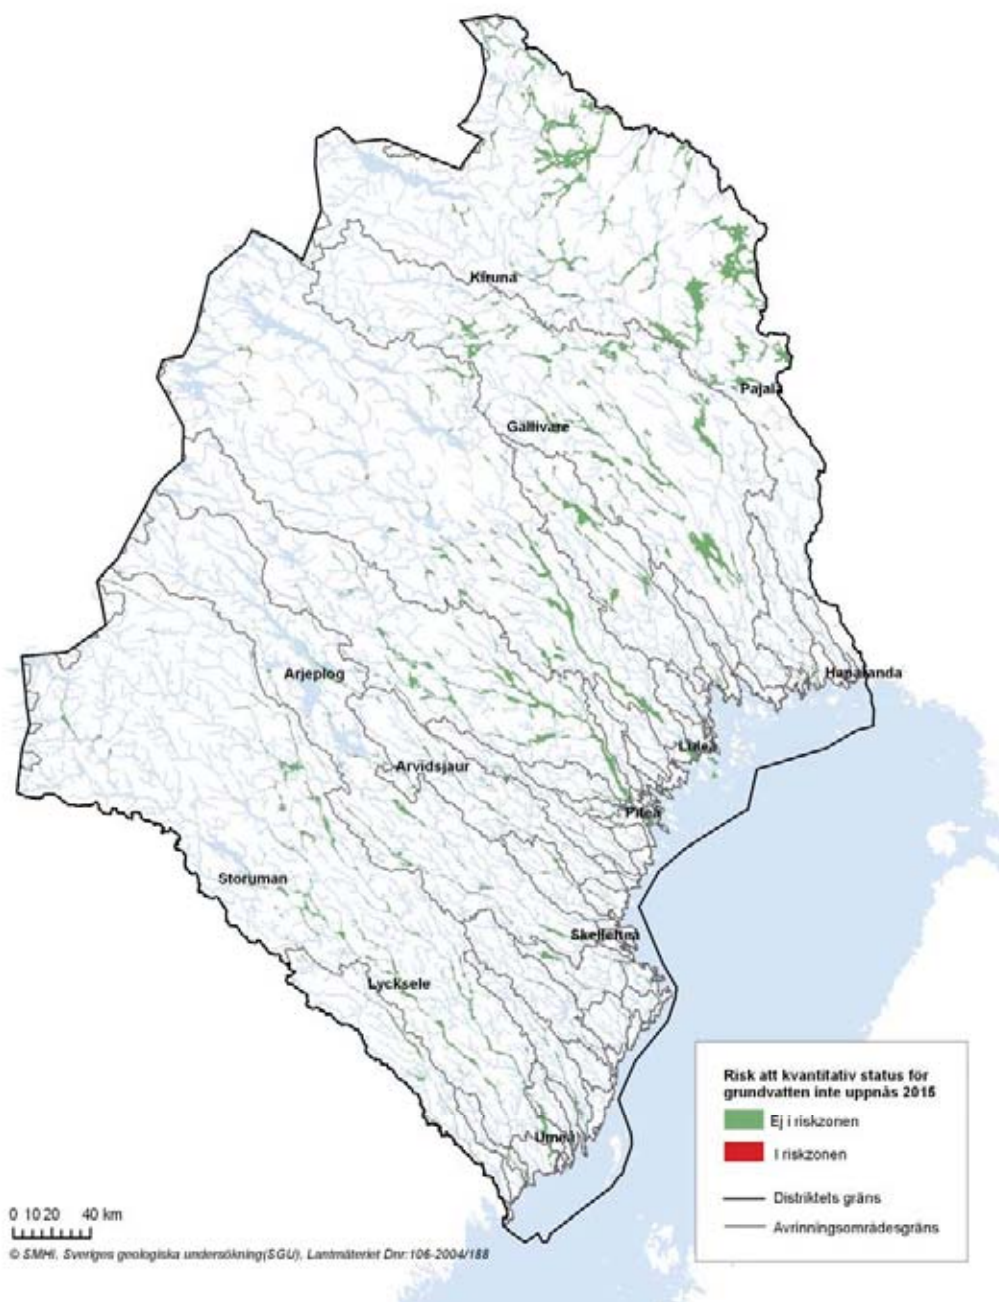 Kiruna
Pajala
Gällivare
Haparanda
Arjeplog
Luleå
Arvidsjaur
Piteå
Storuman
Skellefteå
Lycksele
Umeå
Risk att kvantitativ status för
grundvatten inte uppnås 2015
Ej i riskzonen
I riskzonen
Distriktets gräns
Avrinningsområdesgräns
0 10 20 40 km
© SMHI, Sveriges geologiska undersökning(SGU), Lantmäteriet Dnr:106-2004/188